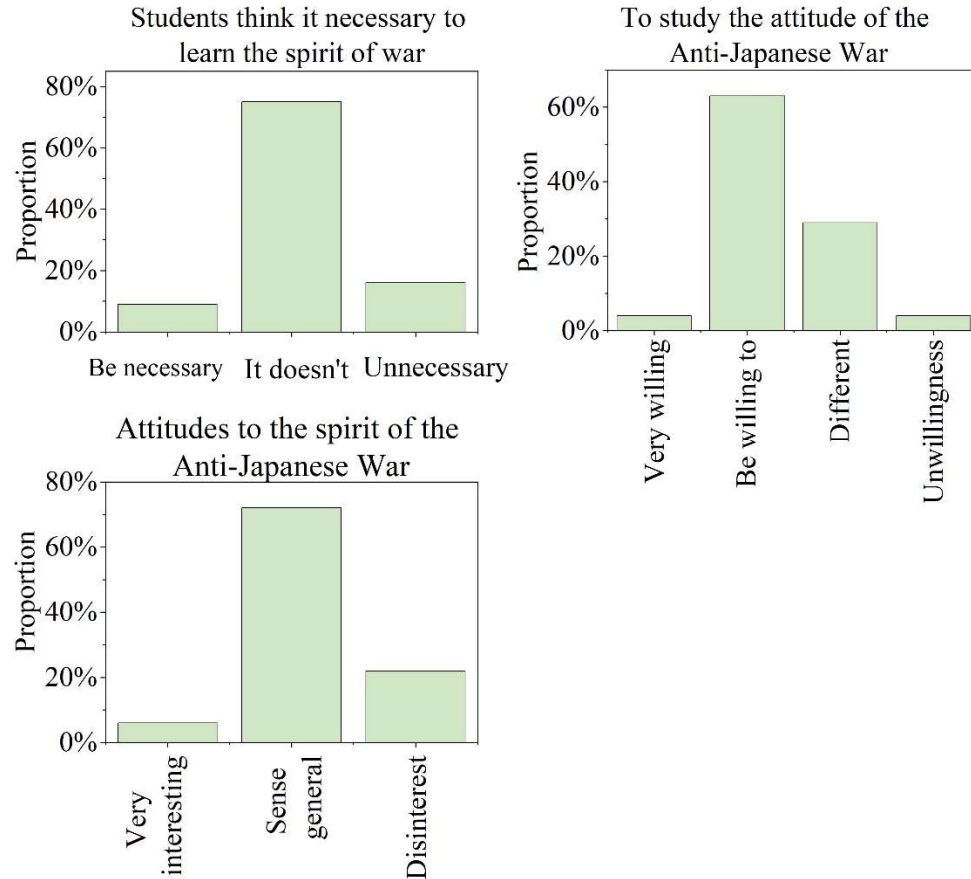 Students think it necessary to
learn the spirit of war
80%
60%
40%
20%
0%
Proportion
Be necessary
It doesn't
Unnecessary
To study the attitude of the
Anti-Japanese War
60%
40%
20%
0%
Proportion
Very willing
Be willing to
Different
Unwillingness
Attitudes to the spirit of the
Anti-Japanese War
80%
60%
40%
20%
0%
Proportion
Very
interesting
Sense
general
Disinterest